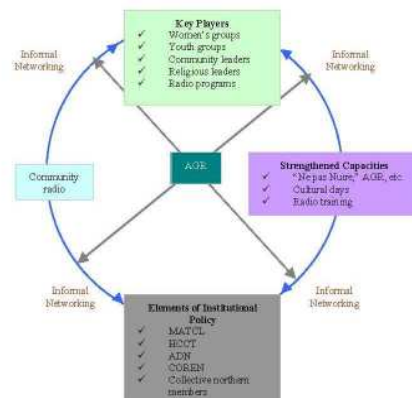 Key Players
✓ Women's groups
✓ Youth groups
✓ Community leaders
✓ Religious leaders
✓ Radio programs
Informal
Networking
Informal
Networking
AGR
Community
radio
Strengthened Capacities
✓ "Ne pas Nuire," AGR, etc
✓ Cultural days
✓ Radio training
Informal
Networking
Informal
Networking
Elements of Institutional
Policy
✓ MATCL
✓ HCCT
✓ ADN
✓ COREN
✓ Collective northern
members